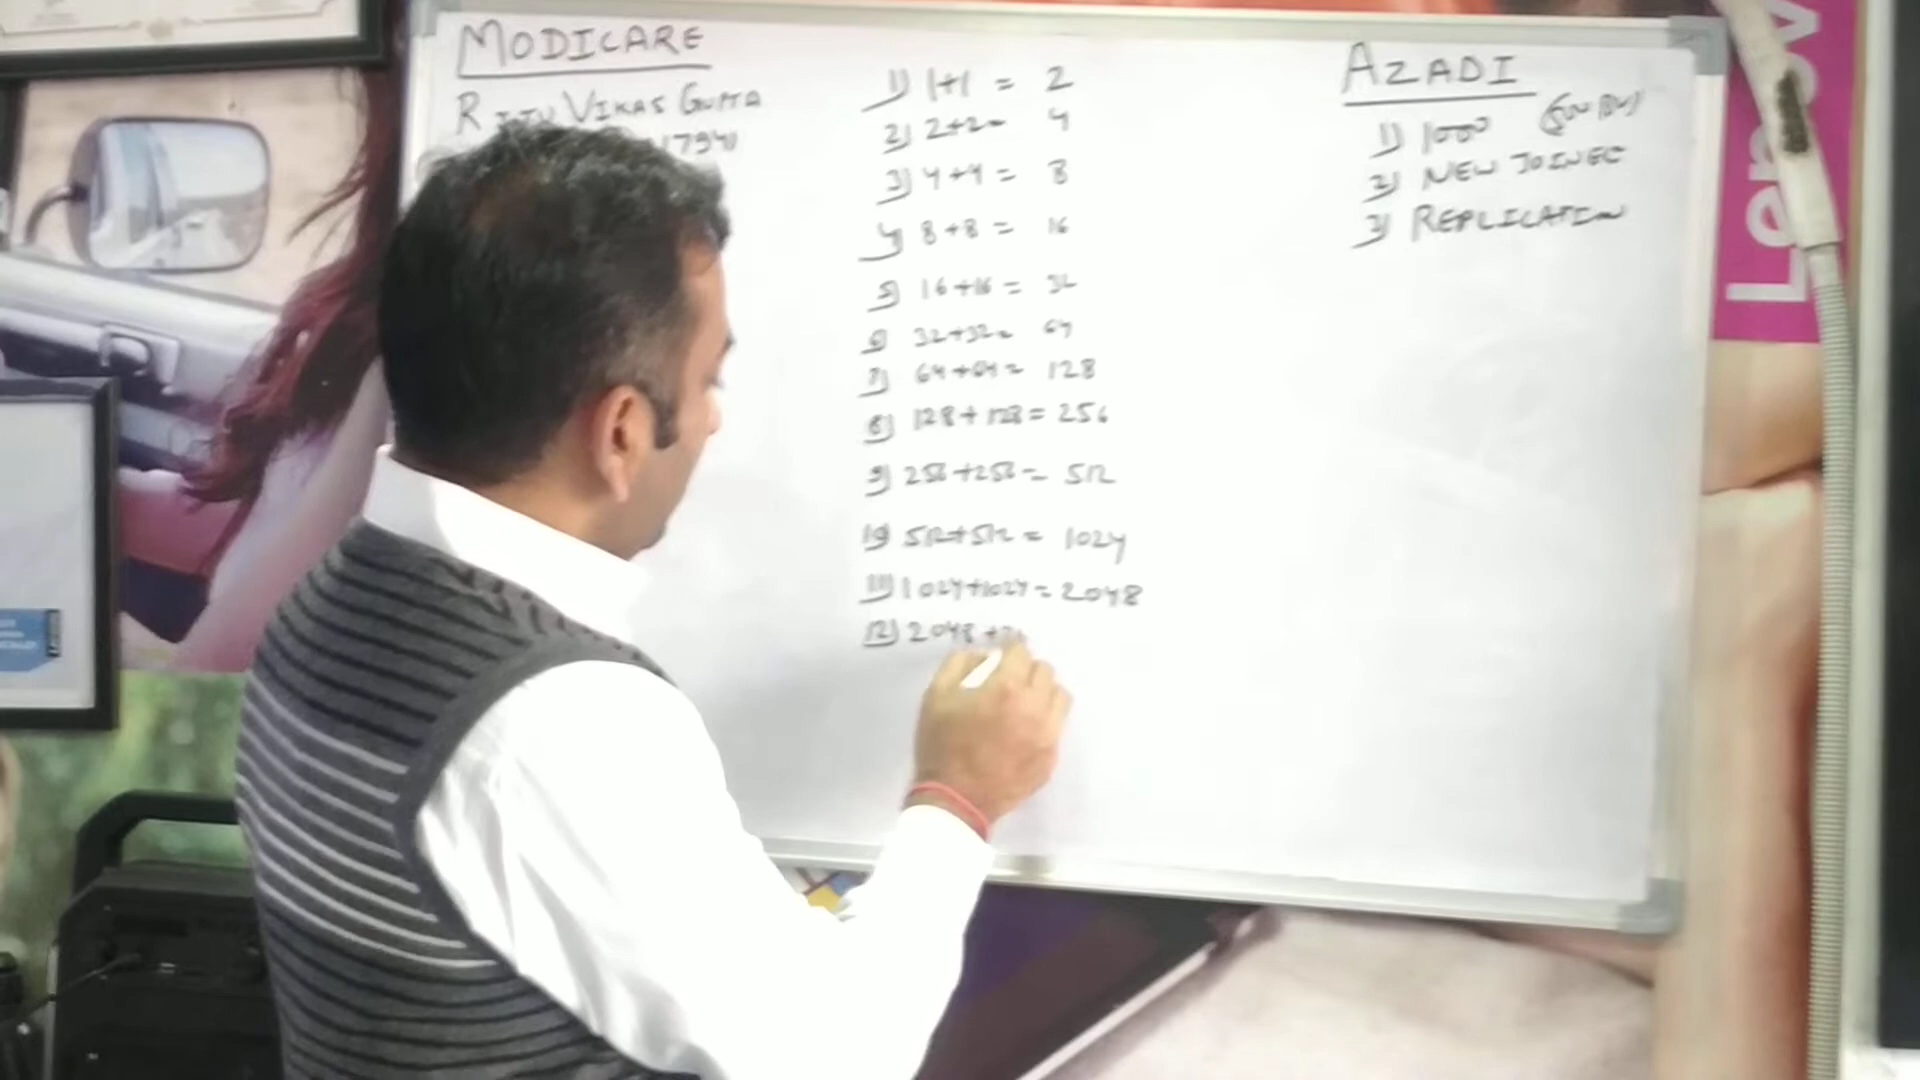 MODICARE
VIKAS GUPTA
17941
1) 1+1 = 2
2) 2+2= 4
3) 4+4 = 8
4) 8+8 = 16
5) 16+16 = 32
6) 32+32= 64
7) 64+64= 128
8) 128+128= 256
9) 256+256= 512
10) 512+512= 1024
11) 1024+1024= 2048
12) 2048+2
AZADI
1) 1000
2) NEW JOINEE
3) REPLICATION
Lenov